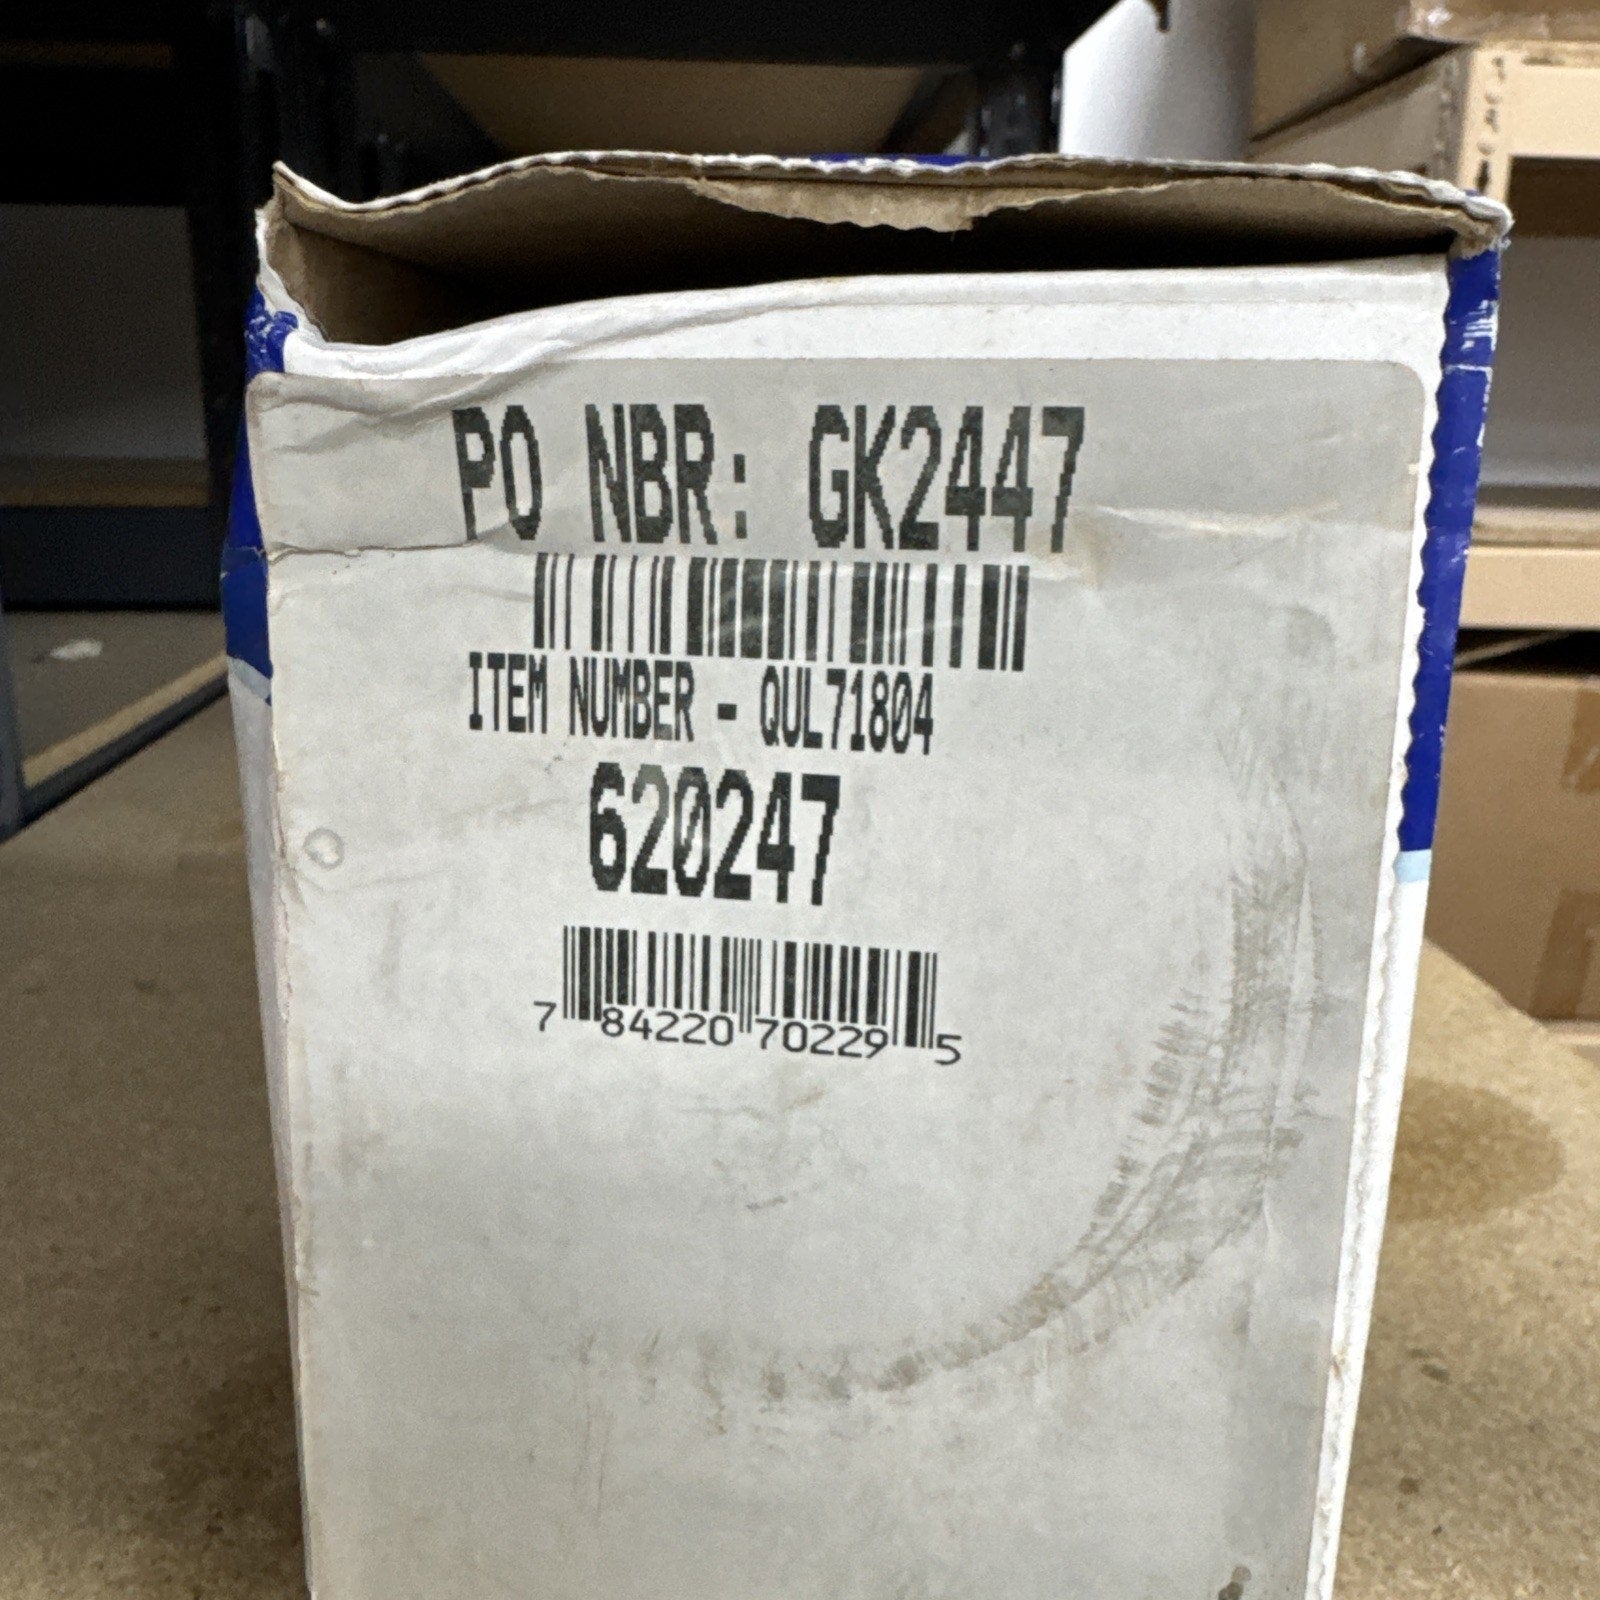 PO NBR: GK2447
ITEM NUMBER - QUL71804
620247
7 84220 70229 5